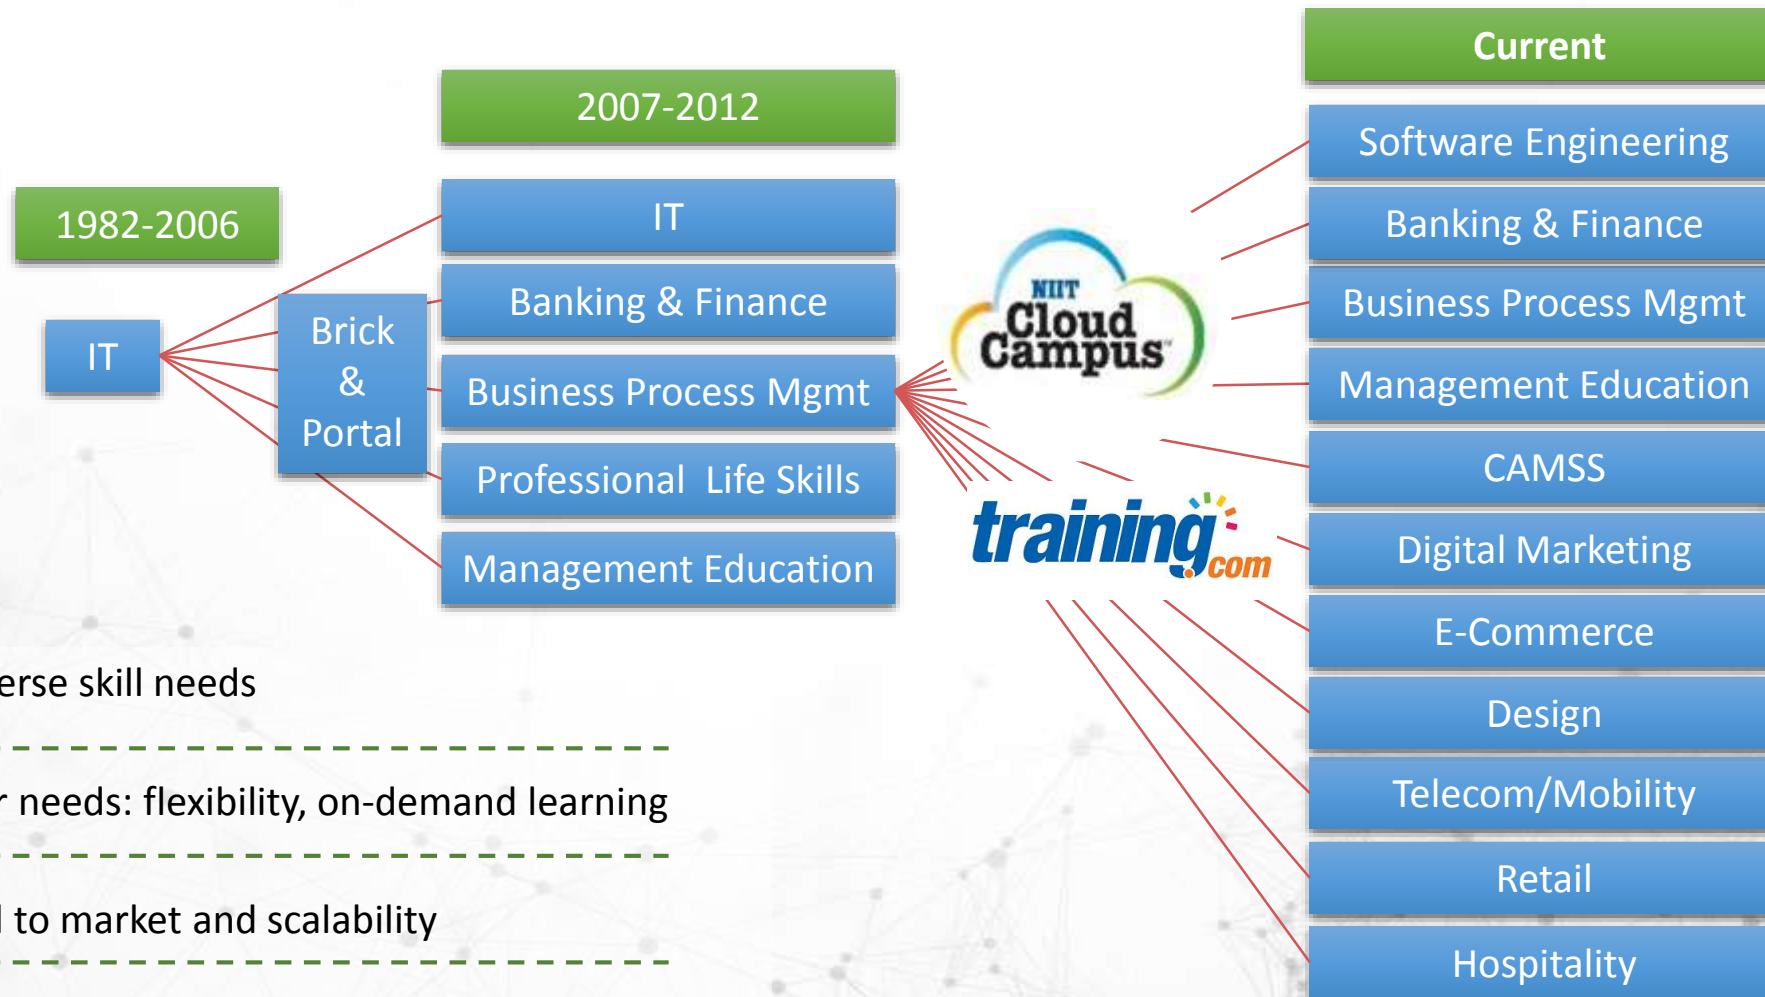 1982-2006
IT
Brick
&
Portal
2007-2012
IT
Banking & Finance
Business Process Mgmt
Professional Life Skills
Management Education
NIIT
Cloud
Campus
training.com
Current
Software Engineering
Banking & Finance
Business Process Mgmt
Management Education
CAMSS
Digital Marketing
E-Commerce
Design
Telecom/Mobility
Retail
Hospitality
skill needs
needs: flexibility, on-demand learning
to market and scalability